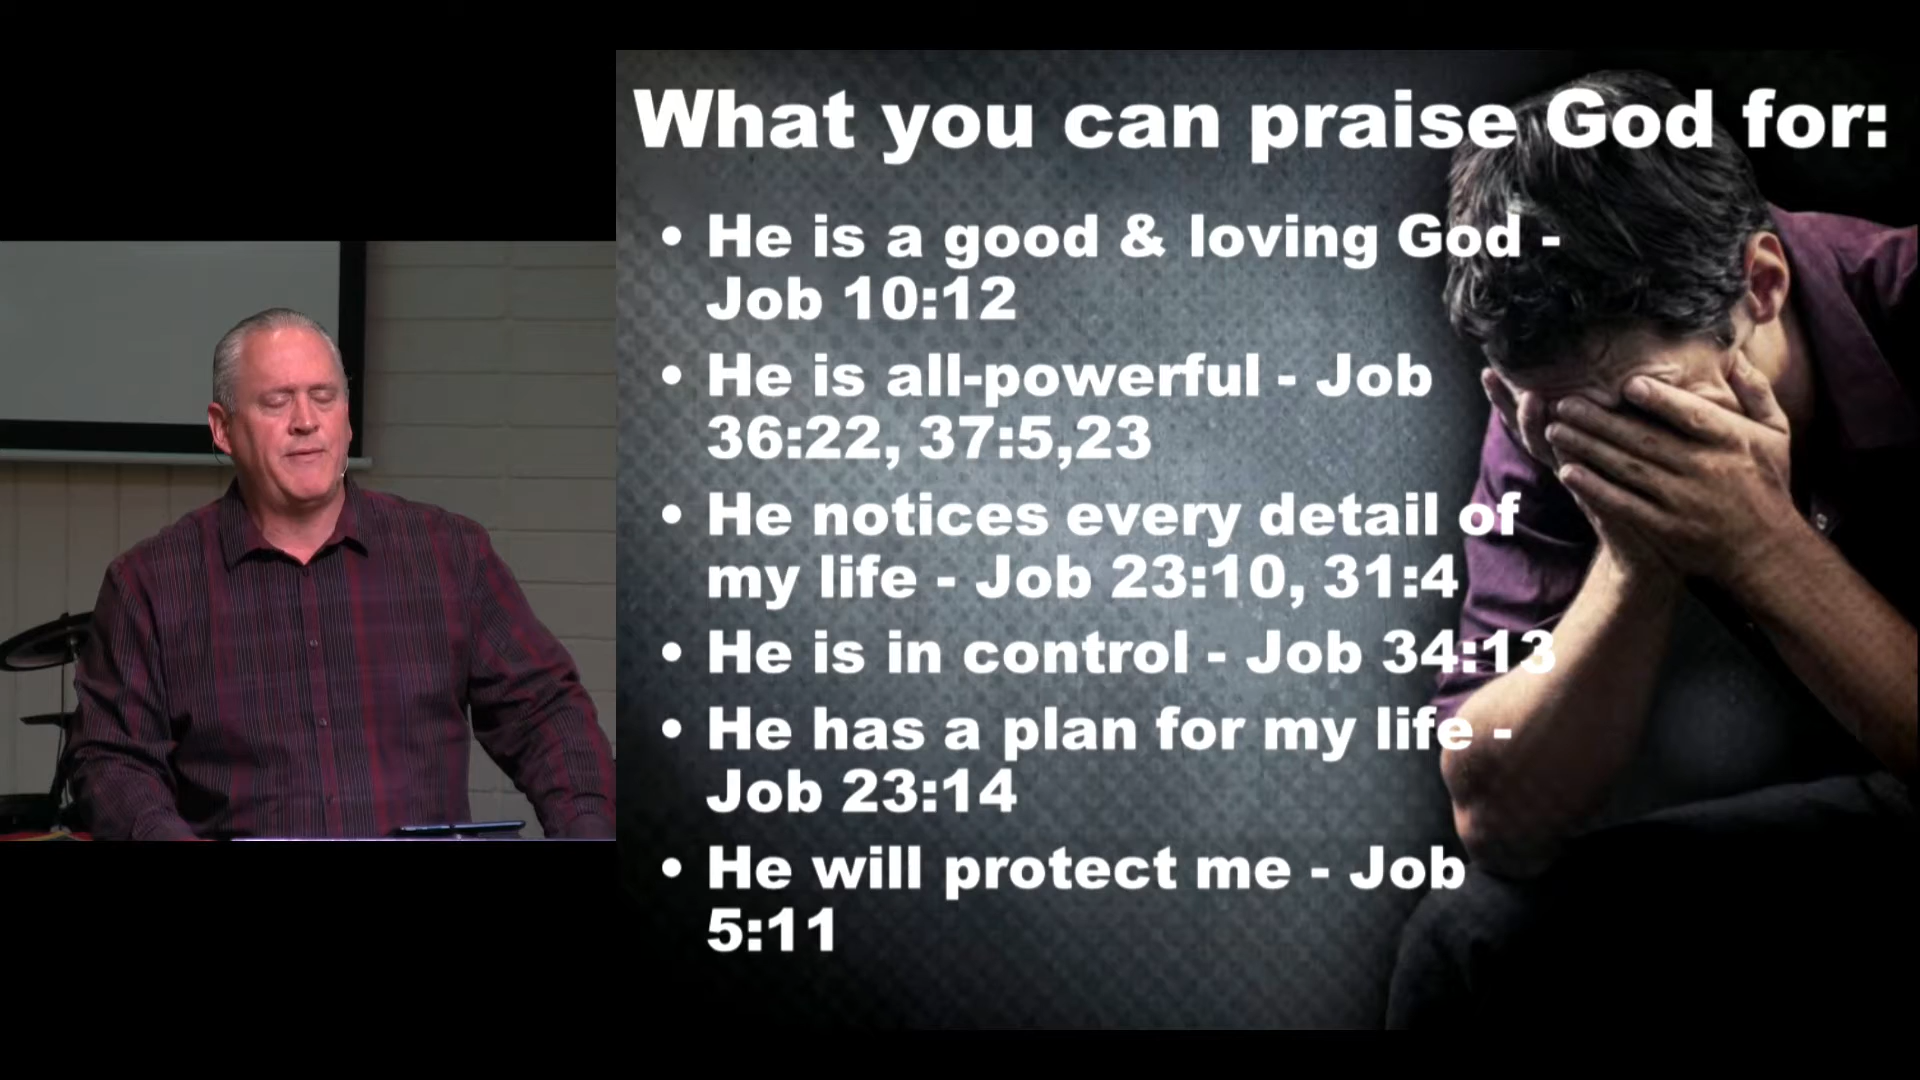 What you can praise God for:
• He is a good & loving God -
Job 10:12
• He is all-powerful - Job
36:22, 37:5,23
• He notices every detail of
my life - Job 23:10, 31:4
• He is in control - Job 34:13
• He has a plan for my life -
Job 23:14
• He will protect me - Job
5:11